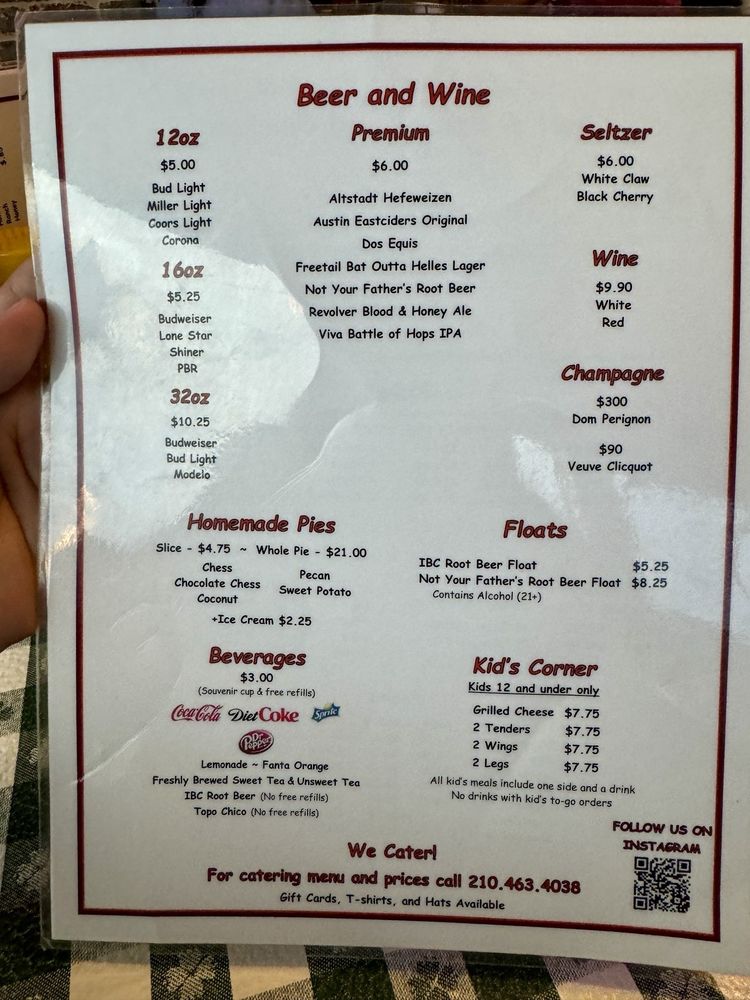 Beer and Wine
12oz
$5.00
Bud Light
Miller Light
Coors Light
Corona
16oz
$5.25
Budweiser
Lone Star
Shiner
PBR
32oz
$10.25
Budweiser
Bud Light
Modelo
Premium
$6.00
Altstadt Hefeweizen
Austin Eastciders Original
Dos Equis
Freetail Bat Outta Helles Lager
Not Your Father's Root Beer
Revolver Blood & Honey Ale
Viva Battle of Hops IPA
Seltzer
$6.00
White Claw
Black Cherry
Wine
$9.90
White
Red
Champagne
$300
Dom Perignon
$90
Veuve Clicquot
Homemade Pies
Slice - $4.75 ~ Whole Pie - $21.00
Chess
Chocolate Chess
Coconut
Pecan
Sweet Potato
+Ice Cream $2.25
Floats
IBC Root Beer Float $5.25
Not Your Father's Root Beer Float $8.25
Contains Alcohol (21+)
Beverages
$3.00
(Souvenir cup & free refills)
Coca-Cola Diet Coke Sprite
Dr Pepper
Lemonade ~ Fanta Orange
Freshly Brewed Sweet Tea & Unsweet Tea
IBC Root Beer (No free refills)
Topo Chico (No free refills)
Kid's Corner
Kids 12 and under only
Grilled Cheese $7.75
2 Tenders $7.75
2 Wings $7.75
2 Legs $7.75
All kid's meals include one side and a drink
No drinks with kid's to-go orders
We Cater!
For catering menu and prices call 210.463.4038
Gift Cards, T-shirts, and Hats Available
FOLLOW US ON
INSTAGRAM
Ranch
Honey